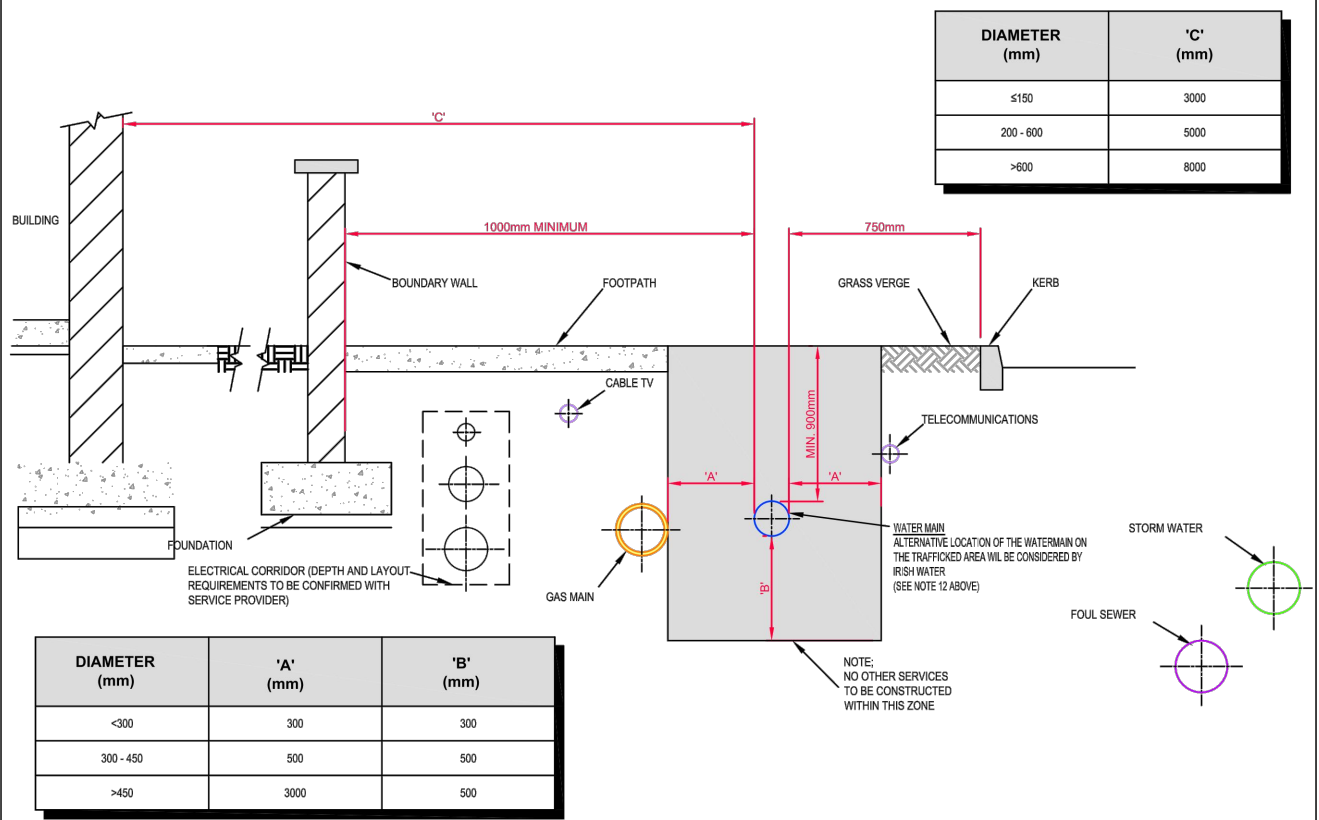 DIAMETER 'C'
(mm) (mm)
≤150 3000
200 - 600 5000
>600 8000
'C'
BUILDING
1000mm MINIMUM
750mm
BOUNDARY WALL
FOOTPATH
GRASS VERGE
KERB
CABLE TV
MIN. 900mm
TELECOMMUNICATIONS
'A'
'A'
WATER MAIN
ALTERNATIVE LOCATION OF THE WATERMAIN ON
THE TRAFFICKED AREA WIL BE CONSIDERED BY
IRISH WATER
(SEE NOTE 12 ABOVE)
STORM WATER
FOUNDATION
ELECTRICAL CORRIDOR (DEPTH AND LAYOUT
REQUIREMENTS TO BE CONFIRMED WITH
SERVICE PROVIDER)
GAS MAIN
'B'
FOUL SEWER
NOTE;
NO OTHER SERVICES
TO BE CONSTRUCTED
WITHIN THIS ZONE
DIAMETER 'A' 'B'
(mm) (mm) (mm)
<300 300 300
300 - 450 500 500
>450 3000 500